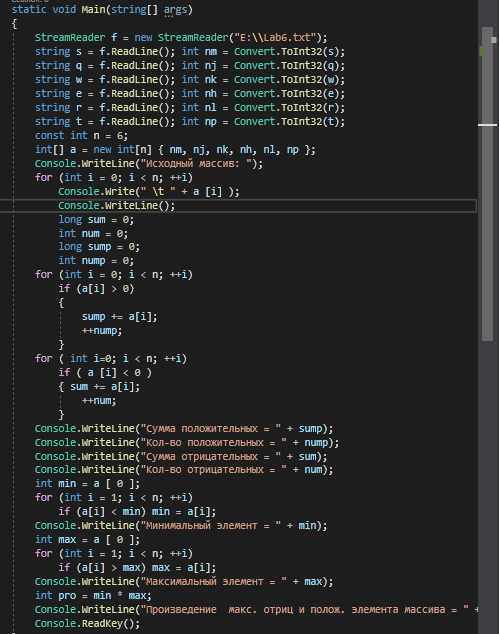 static void Main(string[] args)
{
StreamReader f = new StreamReader("E:\\Lab6.txt");
string s = f.ReadLine(); int nm = Convert.ToInt32(s);
string q = f.ReadLine(); int nj = Convert.ToInt32(q);
string w = f.ReadLine(); int nk = Convert.ToInt32(w);
string e = f.ReadLine(); int nh = Convert.ToInt32(e);
string r = f.ReadLine(); int nl = Convert.ToInt32(r);
string t = f.ReadLine(); int np = Convert.ToInt32(t);
const int n = 6;
int[] a = new int[n] { nm, nj, nk, nh, nl, np };
Console.WriteLine("Исходный массив: ");
for (int i = 0; i < n; ++i)
Console.Write(" \t " + a [i] );
Console.WriteLine();
long sum = 0;
int num = 0;
long sump = 0;
int nump = 0;
for (int i = 0; i < n; ++i)
if (a[i] > 0)
{
sump += a[i];
++nump;
}
for ( int i=0; i < n; ++i)
if ( a [i] < 0 )
{ sum += a[i];
++num;
}
Console.WriteLine("Сумма положительных = " + sump);
Console.WriteLine("Кол-во положительных = " + nump);
Console.WriteLine("Сумма отрицательных = " + sum);
Console.WriteLine("Кол-во отрицательных = " + num);
int min = a [ 0 ];
for (int i = 1; i < n; ++i)
if (a[i] < min) min = a[i];
Console.WriteLine("Минимальный элемент = " + min);
int max = a [ 0 ];
for (int i = 1; i < n; ++i)
if (a[i] > max) max = a[i];
Console.WriteLine("Максимальный элемент = " + max);
int pro = min * max;
Console.WriteLine("Произведение  макс. отриц и полож. элемента массива = " +
Console.ReadKey();